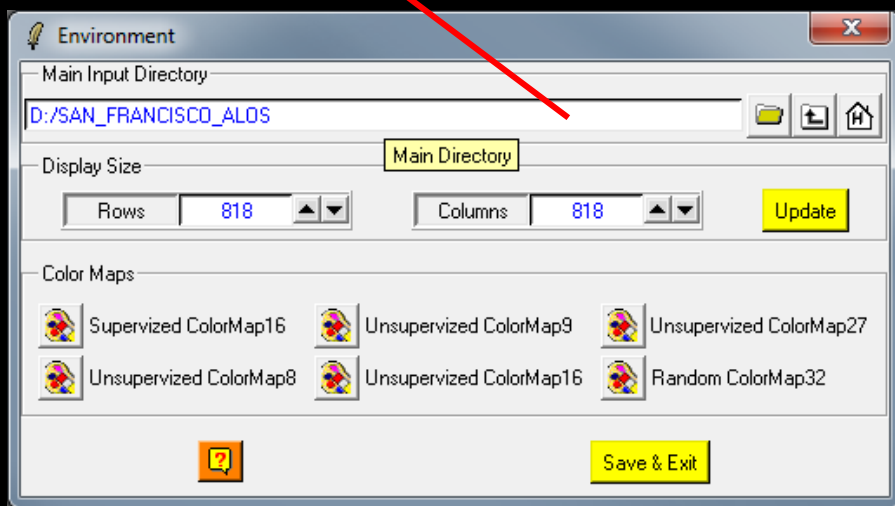 Environment
Main Input Directory
D:/SAN_FRANCISCO_ALOS
H
Main Directory
Display Size
Rows 818 Columns 818 Update
Color Maps
Supervized ColorMap16 Unsupervized ColorMap9 Unsupervized ColorMap27
Unsupervized ColorMap8 Unsupervized ColorMap16 Random ColorMap32
? Save & Exit